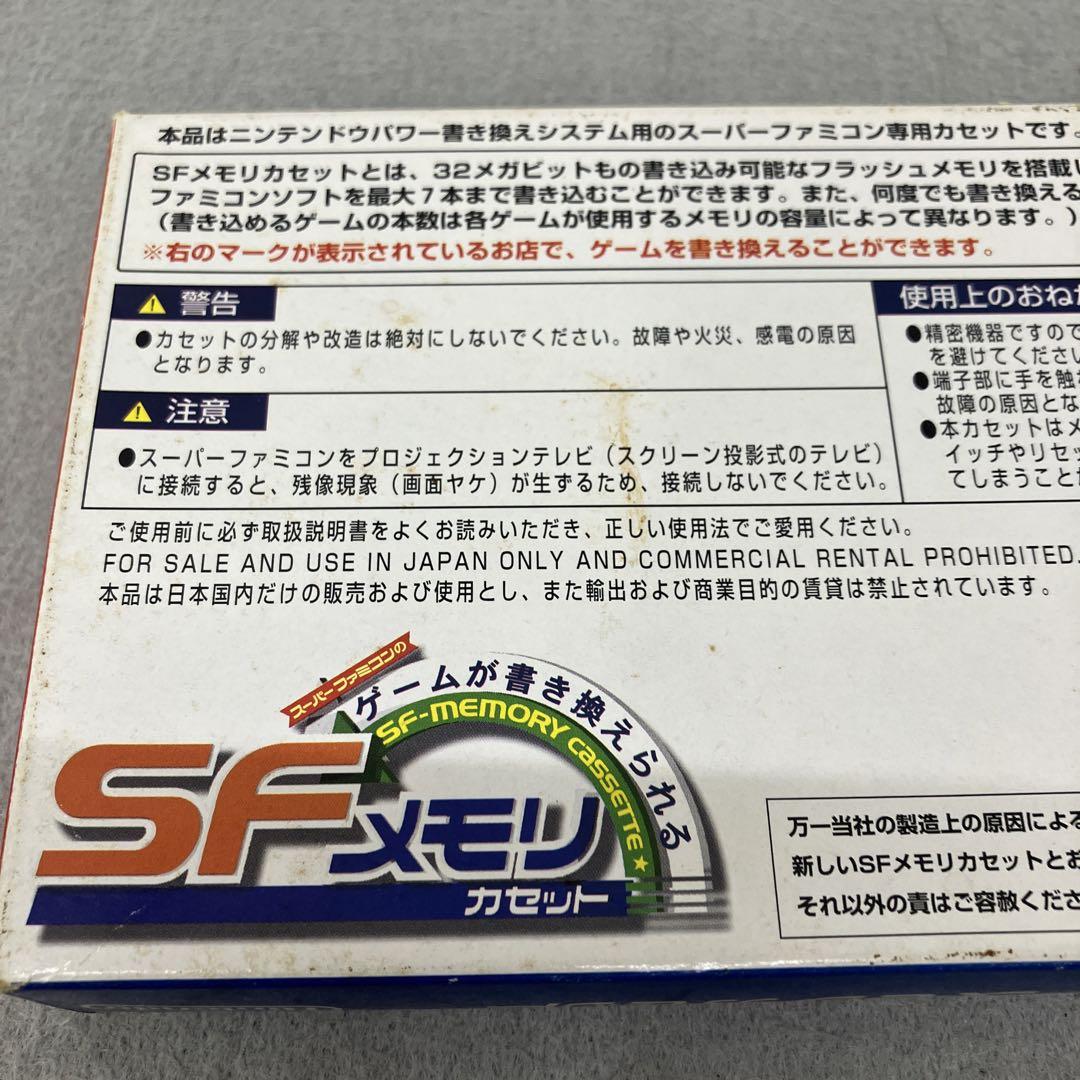 本品はニンテンドウパワー書き換えシステム用のスーパーファミコン専用カセットです。
SFメモリカセットとは、32メガビットもの書き込み可能なフラッシュメモリを搭載し
ファミコンソフトを最大7本まで書き込むことができます。また、何度でも書き換える
(書き込めるゲームの本数は各ゲームが使用するメモリの容量によって異なります。)
※右のマークが表示されているお店で、ゲームを書き換えることができます。
警告
●カセットの分解や改造は絶対にしないでください。故障や火災、感電の原因
となります。
注意
●スーパーファミコンをプロジェクションテレビ(スクリーン投影式のテレビ)
に接続すると、残像現象(画面ヤケ)が生ずるため、接続しないでください。
使用上のおねが
●精密機器ですので
を避けてください
●端子部に手を触れ
故障の原因とな
●本カセットはメ
イッチやリセッ
てしまうことが
ご使用前に必ず取扱説明書をよくお読みいただき、正しい使用法でご愛用ください。
FOR SALE AND USE IN JAPAN ONLY AND COMMERCIAL RENTAL PROHIBITED.
本品は日本国内だけの販売および使用とし、また輸出および商業目的の賃貸は禁止されています。
スーパーファミコンの
ゲームが書き換えられる
SF-MEMORY CASSETTE★
SFメモリ
カセット
万一当社の製造上の原因による
新しいSFメモリカセットとお
それ以外の責はご容赦くださ